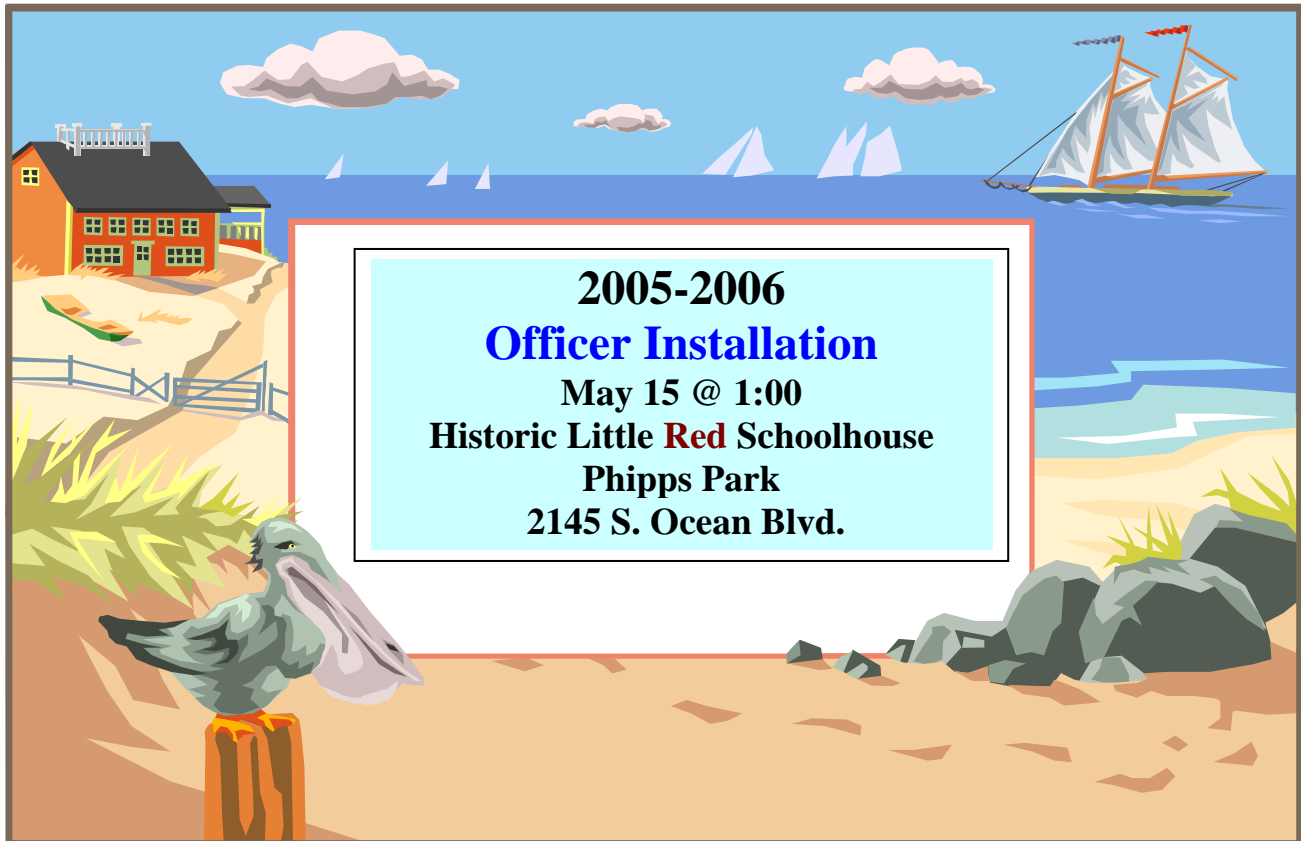 2005-2006
Officer Installation
May 15 @ 1:00
Historic Little Red Schoolhouse
Phipps Park
2145 S. Ocean Blvd.